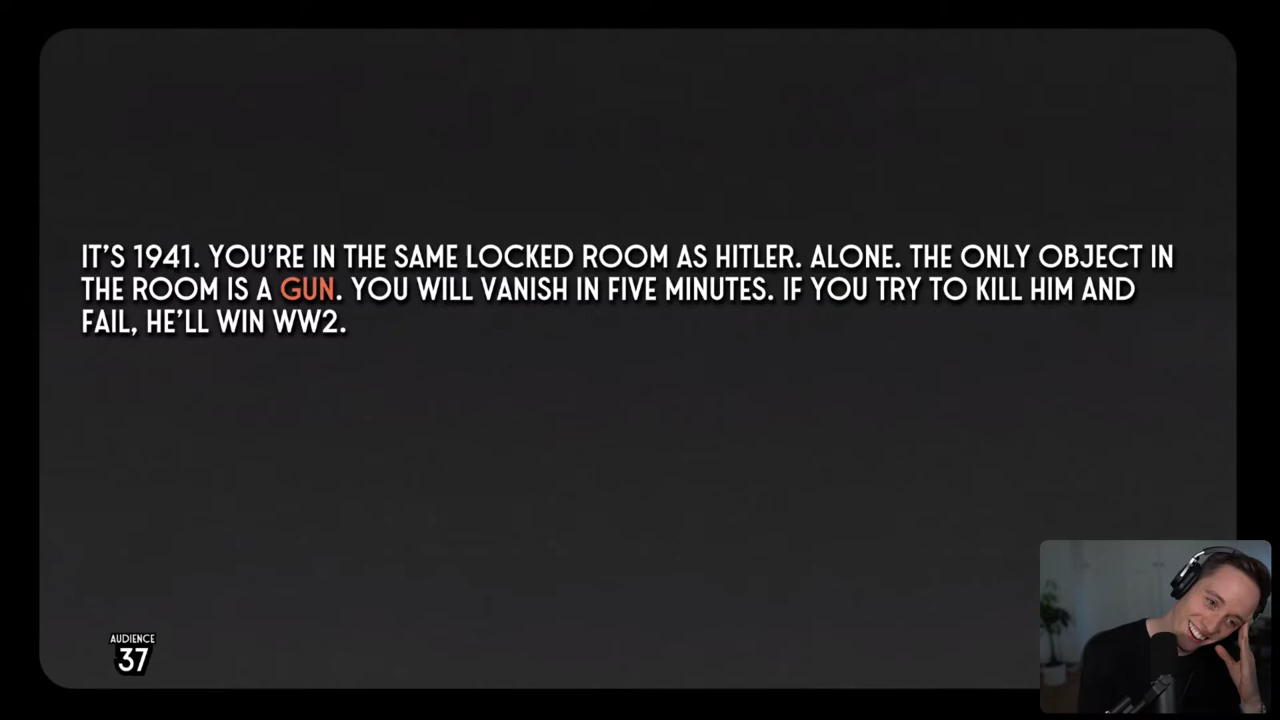 IT'S 1941. YOU'RE IN THE SAME LOCKED ROOM AS HITLER. ALONE. THE ONLY OBJECT IN
THE ROOM IS A GUN. YOU WILL VANISH IN FIVE MINUTES. IF YOU TRY TO KILL HIM AND
FAIL, HE'LL WIN WW2.
AUDIENCE
37